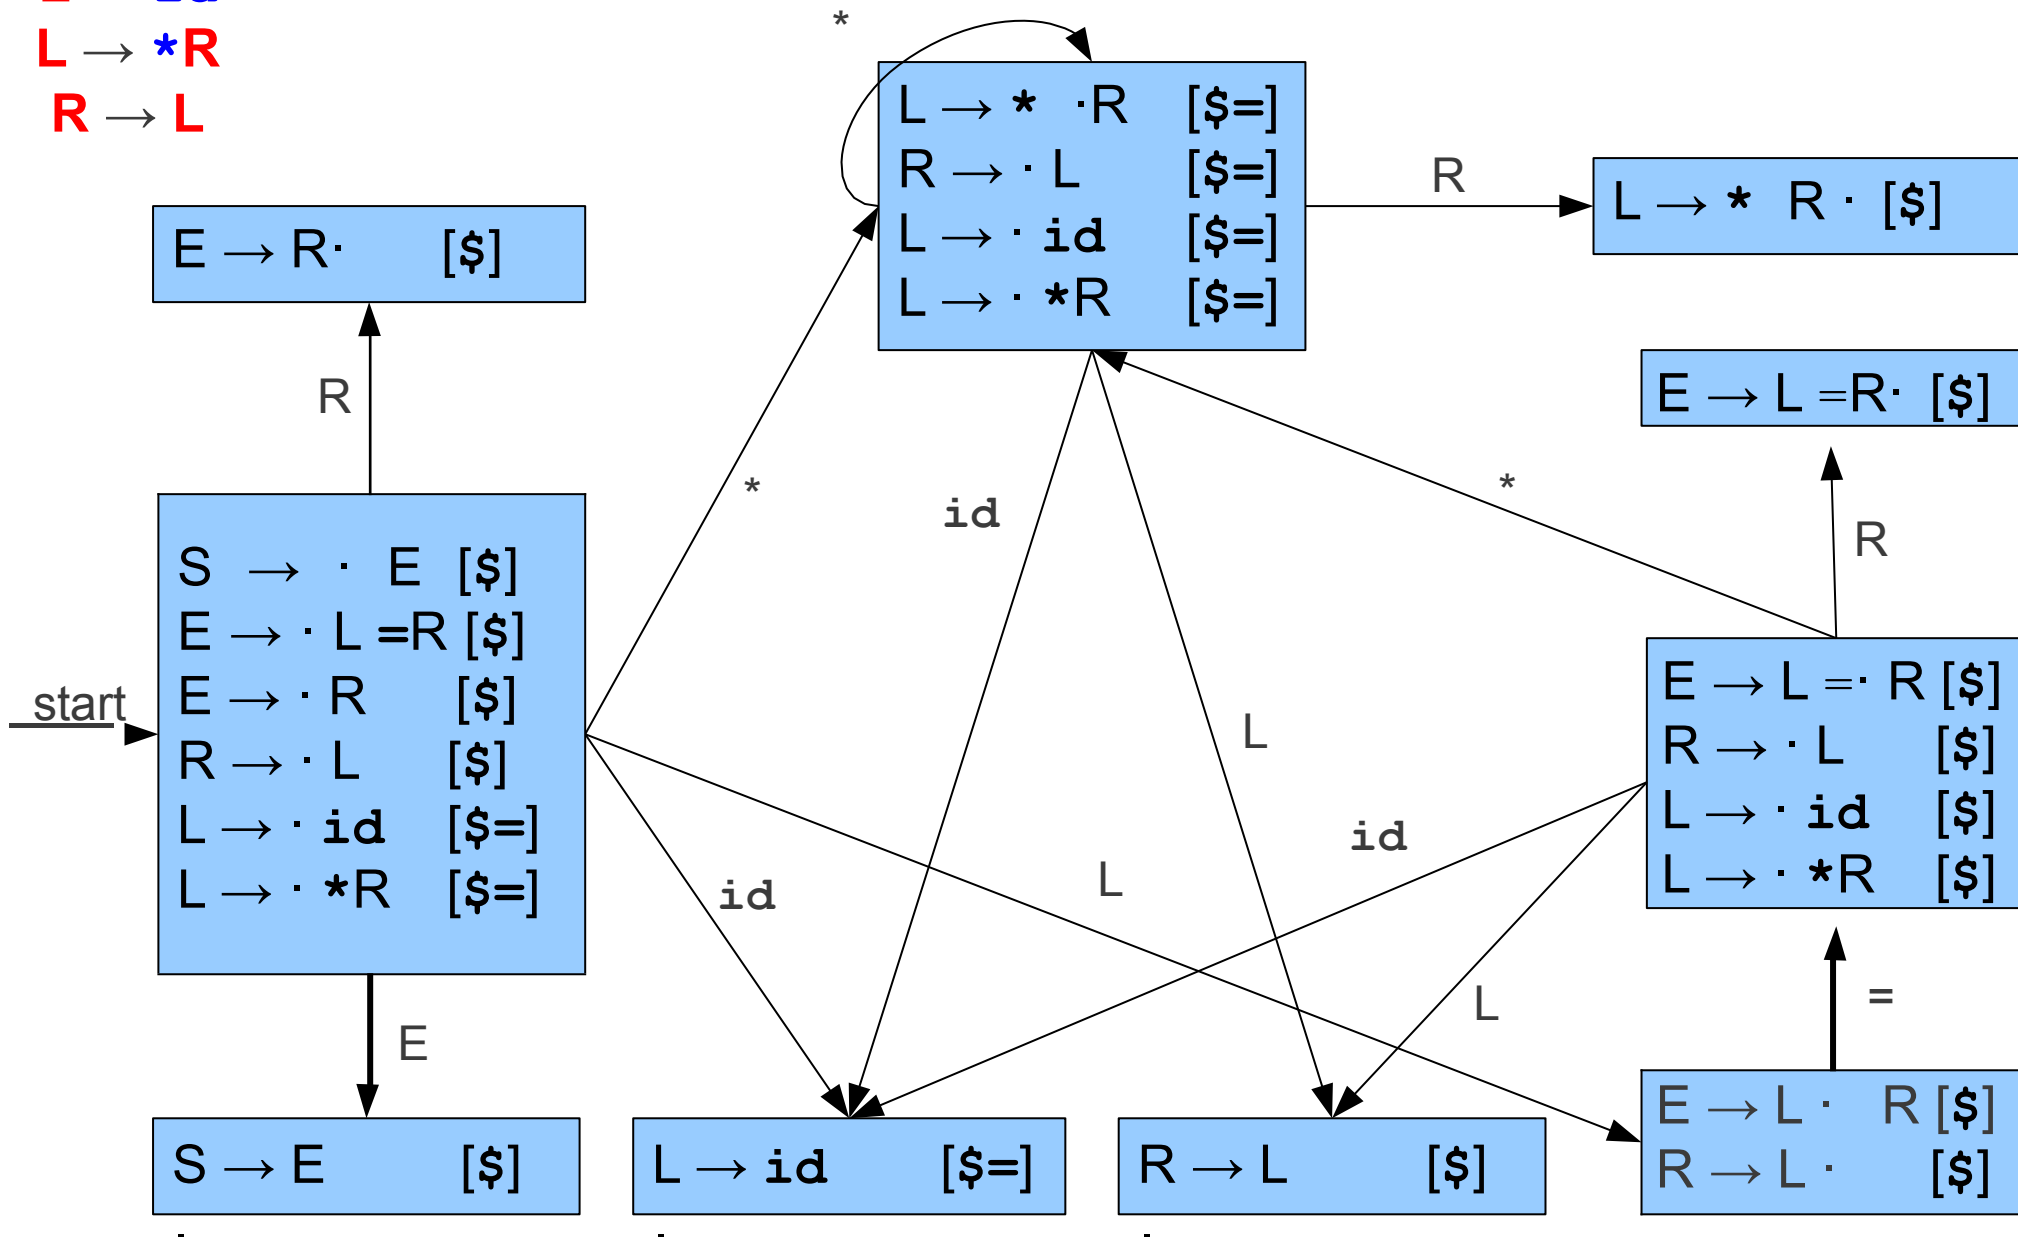 L → *R
R → L
*
L → * ·R [$=]
R → · L [$=]
L → · id [$=]
L → · *R [$=]
R
L → * R · [$]
E → R· [$]
R
E → L =R· [$]
*
id
*
R
S → · E [$]
E → · L =R [$]
E → · R [$]
R → · L [$]
L → · id [$=]
L → · *R [$=]
start
L
E → L =· R [$]
R → · L [$]
L → · id [$]
L → · *R [$]
id
L
id
L
=
E
S → E [$]
L → id [$=]
R → L [$]
E → L · R [$]
R → L · [$]